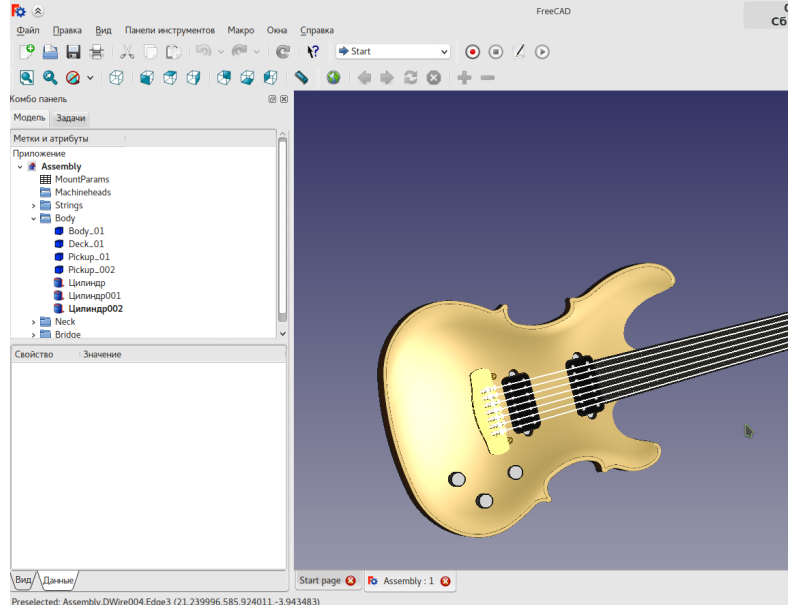 FreeCAD
Сб
Файл Правка Вид Панели инструментов Макро Окна Справка
Start
Комбо панель
Модель Задачи
Метки и атрибуты
Приложение
Assembly
MountParams
Machineheads
Strings
Body
Body_01
Deck_01
Pickup_01
Pickup_002
Цилиндр
Цилиндр001
Цилиндр002
Neck
Bridge
Свойство Значение
Вид Данные
Start page Assembly : 1
Preselected: Assembly.DWire004.Edge3 (21.239996,585.924011,-3.943483)